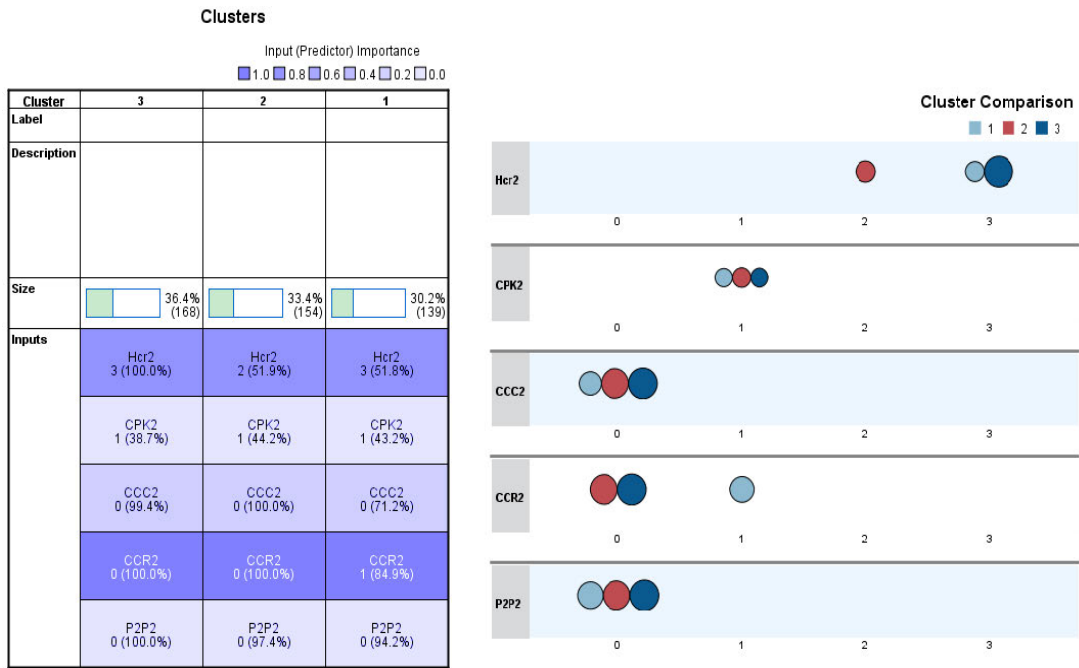 Clusters
Input (Predictor) Importance
1.0 0.8 0.6 0.4 0.2 0.0
Cluster 3 2 1
Label
Description
Size
36.4%
(168)
33.4%
(154)
30.2%
(139)
Inputs
Hcr2 Hcr2 Hcr2
3 (100.0%) 2 (51.9%) 3 (51.8%)
CPK2 CPK2 CPK2
1 (38.7%) 1 (44.2%) 1 (43.2%)
CCC2 CCC2 CCC2
0 (99.4%) 0 (100.0%) 0 (71.2%)
CCR2 CCR2 CCR2
0 (100.0%) 0 (100.0%) 1 (84.9%)
P2P2 P2P2 P2P2
0 (100.0%) 0 (97.4%) 0 (94.2%)
Cluster Comparison
1 2 3
Hcr2
0 1 2 3
CPK2
0 1 2 3
CCC2
0 1 2 3
CCR2
0 1 2 3
P2P2
0 1 2 3